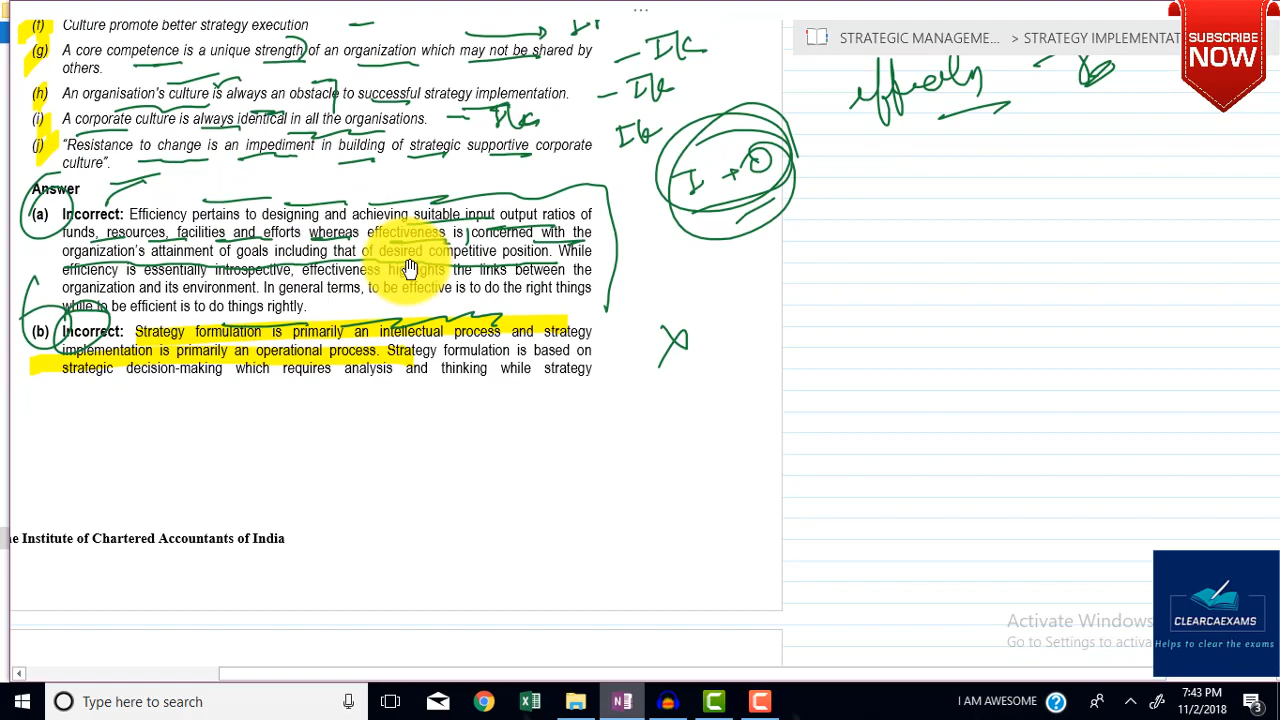 (f) Culture promote better strategy execution
(g) A core competence is a unique strength of an organization which may not be shared by
others.
(h) An organisation's culture is always an obstacle to successful strategy implementation.
(i) A corporate culture is always identical in all the organisations.
(j) "Resistance to change is an impediment in building of strategic supportive corporate
culture".
Answer
(a) Incorrect: Efficiency pertains to designing and achieving suitable input output ratios of
funds, resources, facilities and efforts whereas effectiveness is concerned with the
organization's attainment of goals including that of desired competitive position. While
efficiency is essentially introspective, effectiveness highlights the links between the
organization and its environment. In general terms, to be effective is to do the right things
while to be efficient is to do things rightly.
(b) Incorrect: Strategy formulation is primarily an intellectual process and strategy
implementation is primarily an operational process. Strategy formulation is based on
strategic decision-making which requires analysis and thinking while strategy
e Institute of Chartered Accountants of India
I + O
STRATEGIC MANAGEME... > STRATEGY IMPLEMENTAT
SUBSCRIBE
NOW
Activate Windows
Go to Settings to activa
CLEARCAEXAMS
Helps to clear the exams
Type here to search
I AM AWESOME
7:43 PM
11/2/2018
3